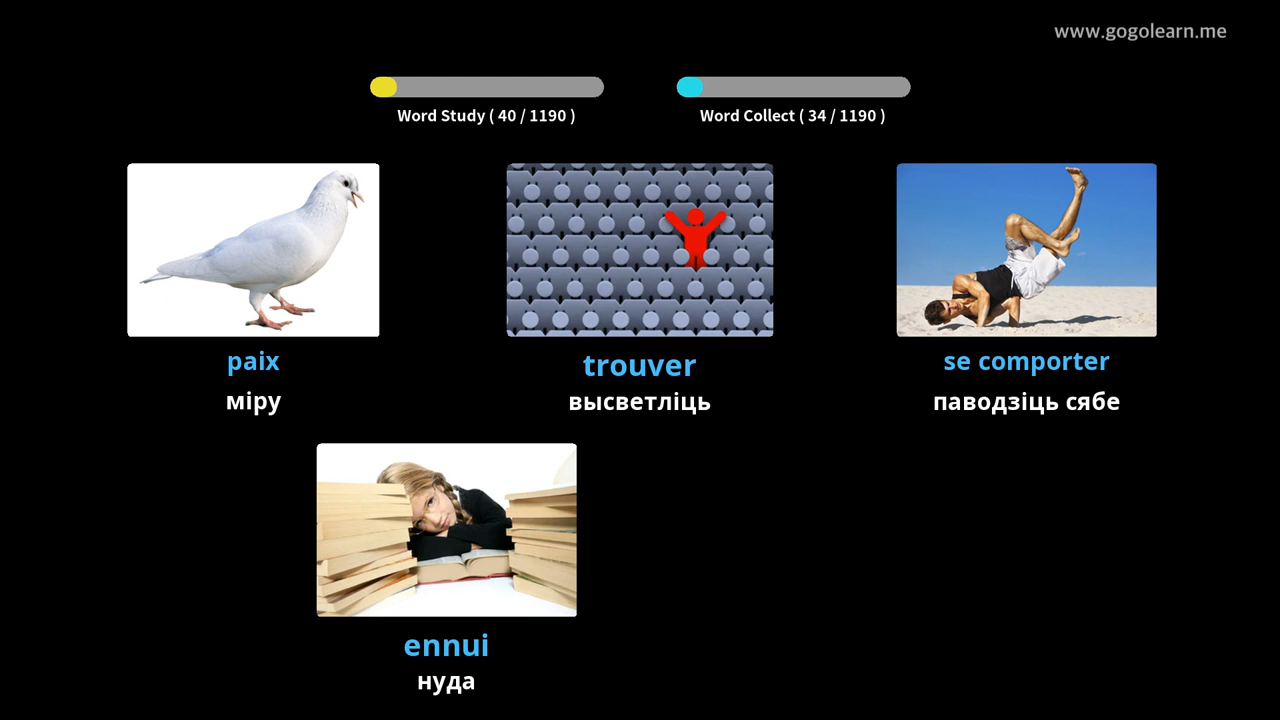 www.gogolearn.me
Word Study ( 40 / 1190 )
Word Collect ( 34 / 1190 )
paix
міру
trouver
высветліць
se comporter
паводзіць сябе
ennui
нуда